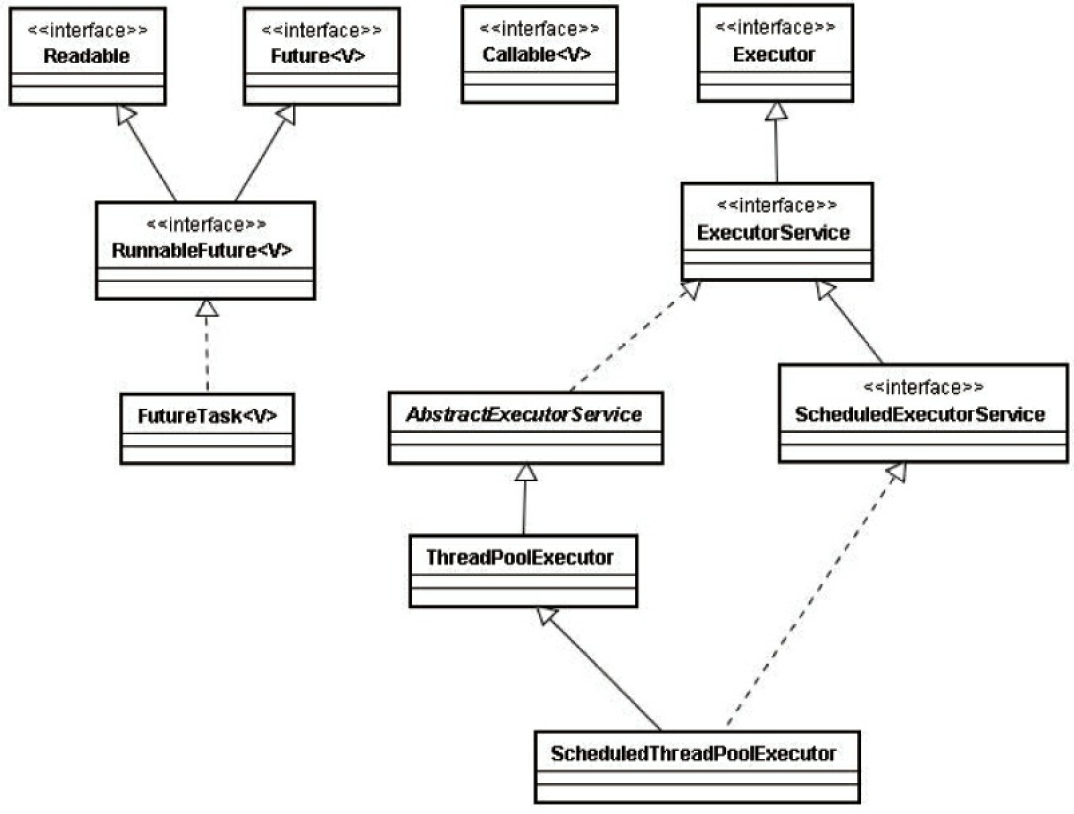 <<interface>>
Readable
<<interface>>
Future<V>
<<interface>>
Callable<V>
<<interface>>
Executor
<<interface>>
RunnableFuture<V>
<<interface>>
ExecutorService
FutureTask<V>
AbstractExecutorService
<<interface>>
ScheduledExecutorService
ThreadPoolExecutor
ScheduledThreadPoolExecutor